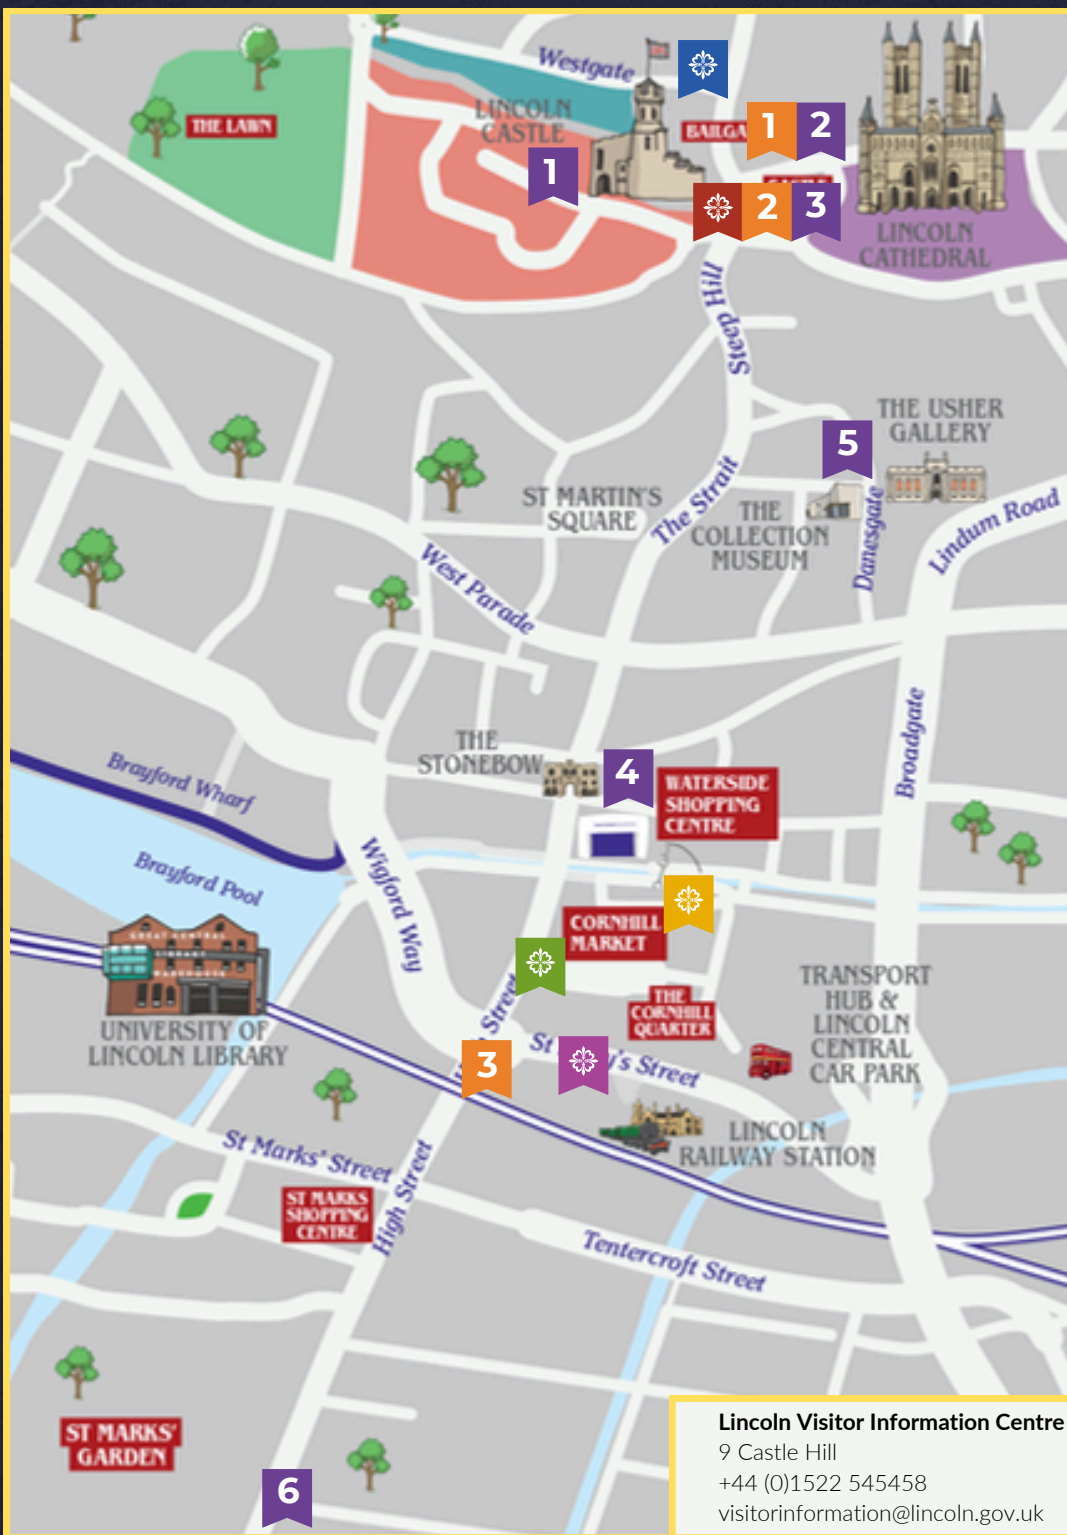 Westgate
LINCOLN
CASTLE
THE LAWN
1
2
1
2
3
LINCOLN
CATHEDRAL
Steep Hill
THE USHER
GALLERY
5
ST MARTIN'S
SQUARE
The Strait
THE
COLLECTION
MUSEUM
Danesgate
Lindum Road
West Parade
Broadgate
THE
STONEBOW
4
WATERSIDE
SHOPPING
CENTRE
Brayford Wharf
Brayford Pool
Wigford Way
CORNHILL
MARKET
GREAT CENTRAL
WAREHOUSE
UNIVERSITY OF
LINCOLN LIBRARY
THE
CORNHILL
QUARTER
TRANSPORT
HUB &
LINCOLN
CENTRAL
CAR PARK
Street
3
St
's Street
LINCOLN
RAILWAY STATION
St Marks' Street
High Street
ST MARKS
SHOPPING
CENTRE
Tentercroft Street
ST MARKS'
GARDEN
6
Lincoln Visitor Information Centre
9 Castle Hill
+44 (0)1522 545458
visitorinformation@lincoln.gov.uk